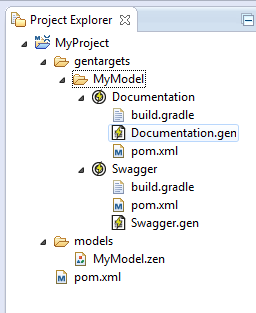 Project Explorer
MyProject
gentargets
MyModel
Documentation
build.gradle
Documentation.gen
pom.xml
Swagger
build.gradle
pom.xml
Swagger.gen
models
MyModel.zen
pom.xml